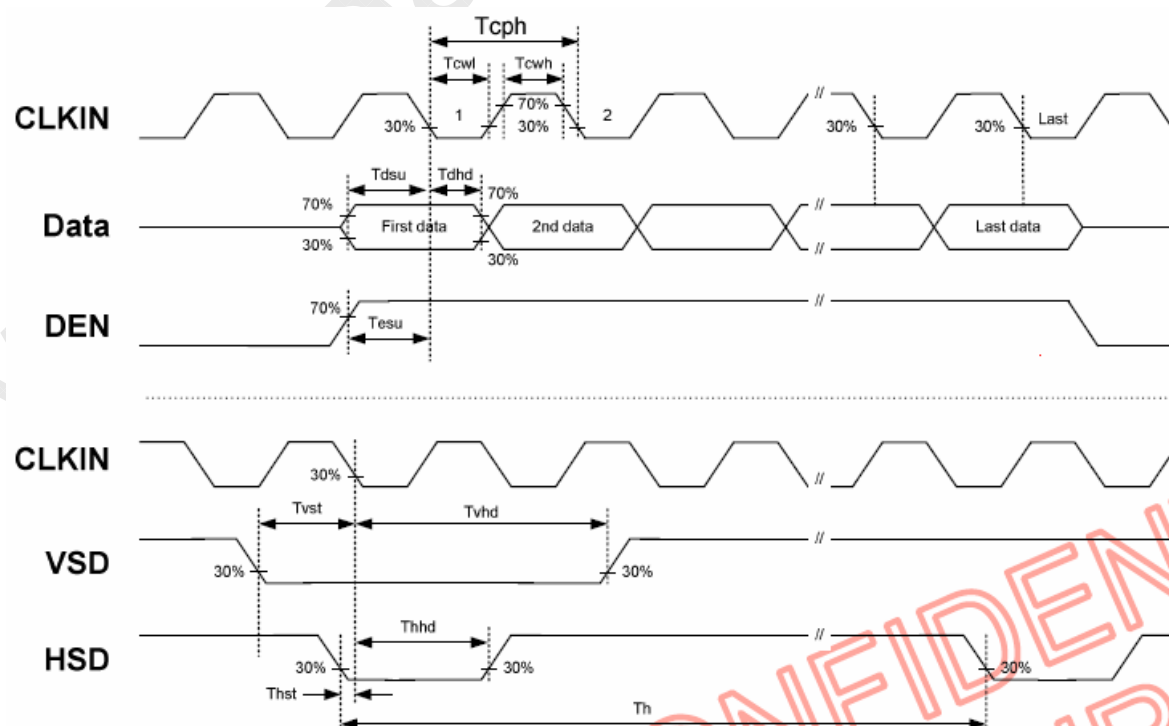 Tcph
Tcwl Tcwh
CLKIN 30% 1 70% 30% 2 // 30% 30% Last
Tdsu Tdhd
Data 70% 30% First data 70% 30% 2nd data // // Last data
DEN 70% Tesu //
CLKIN 30% //
Tvst Tvhd
VSD 30% 30% //
Thhd
HSD 30% 30% // 30%
Thst
Th